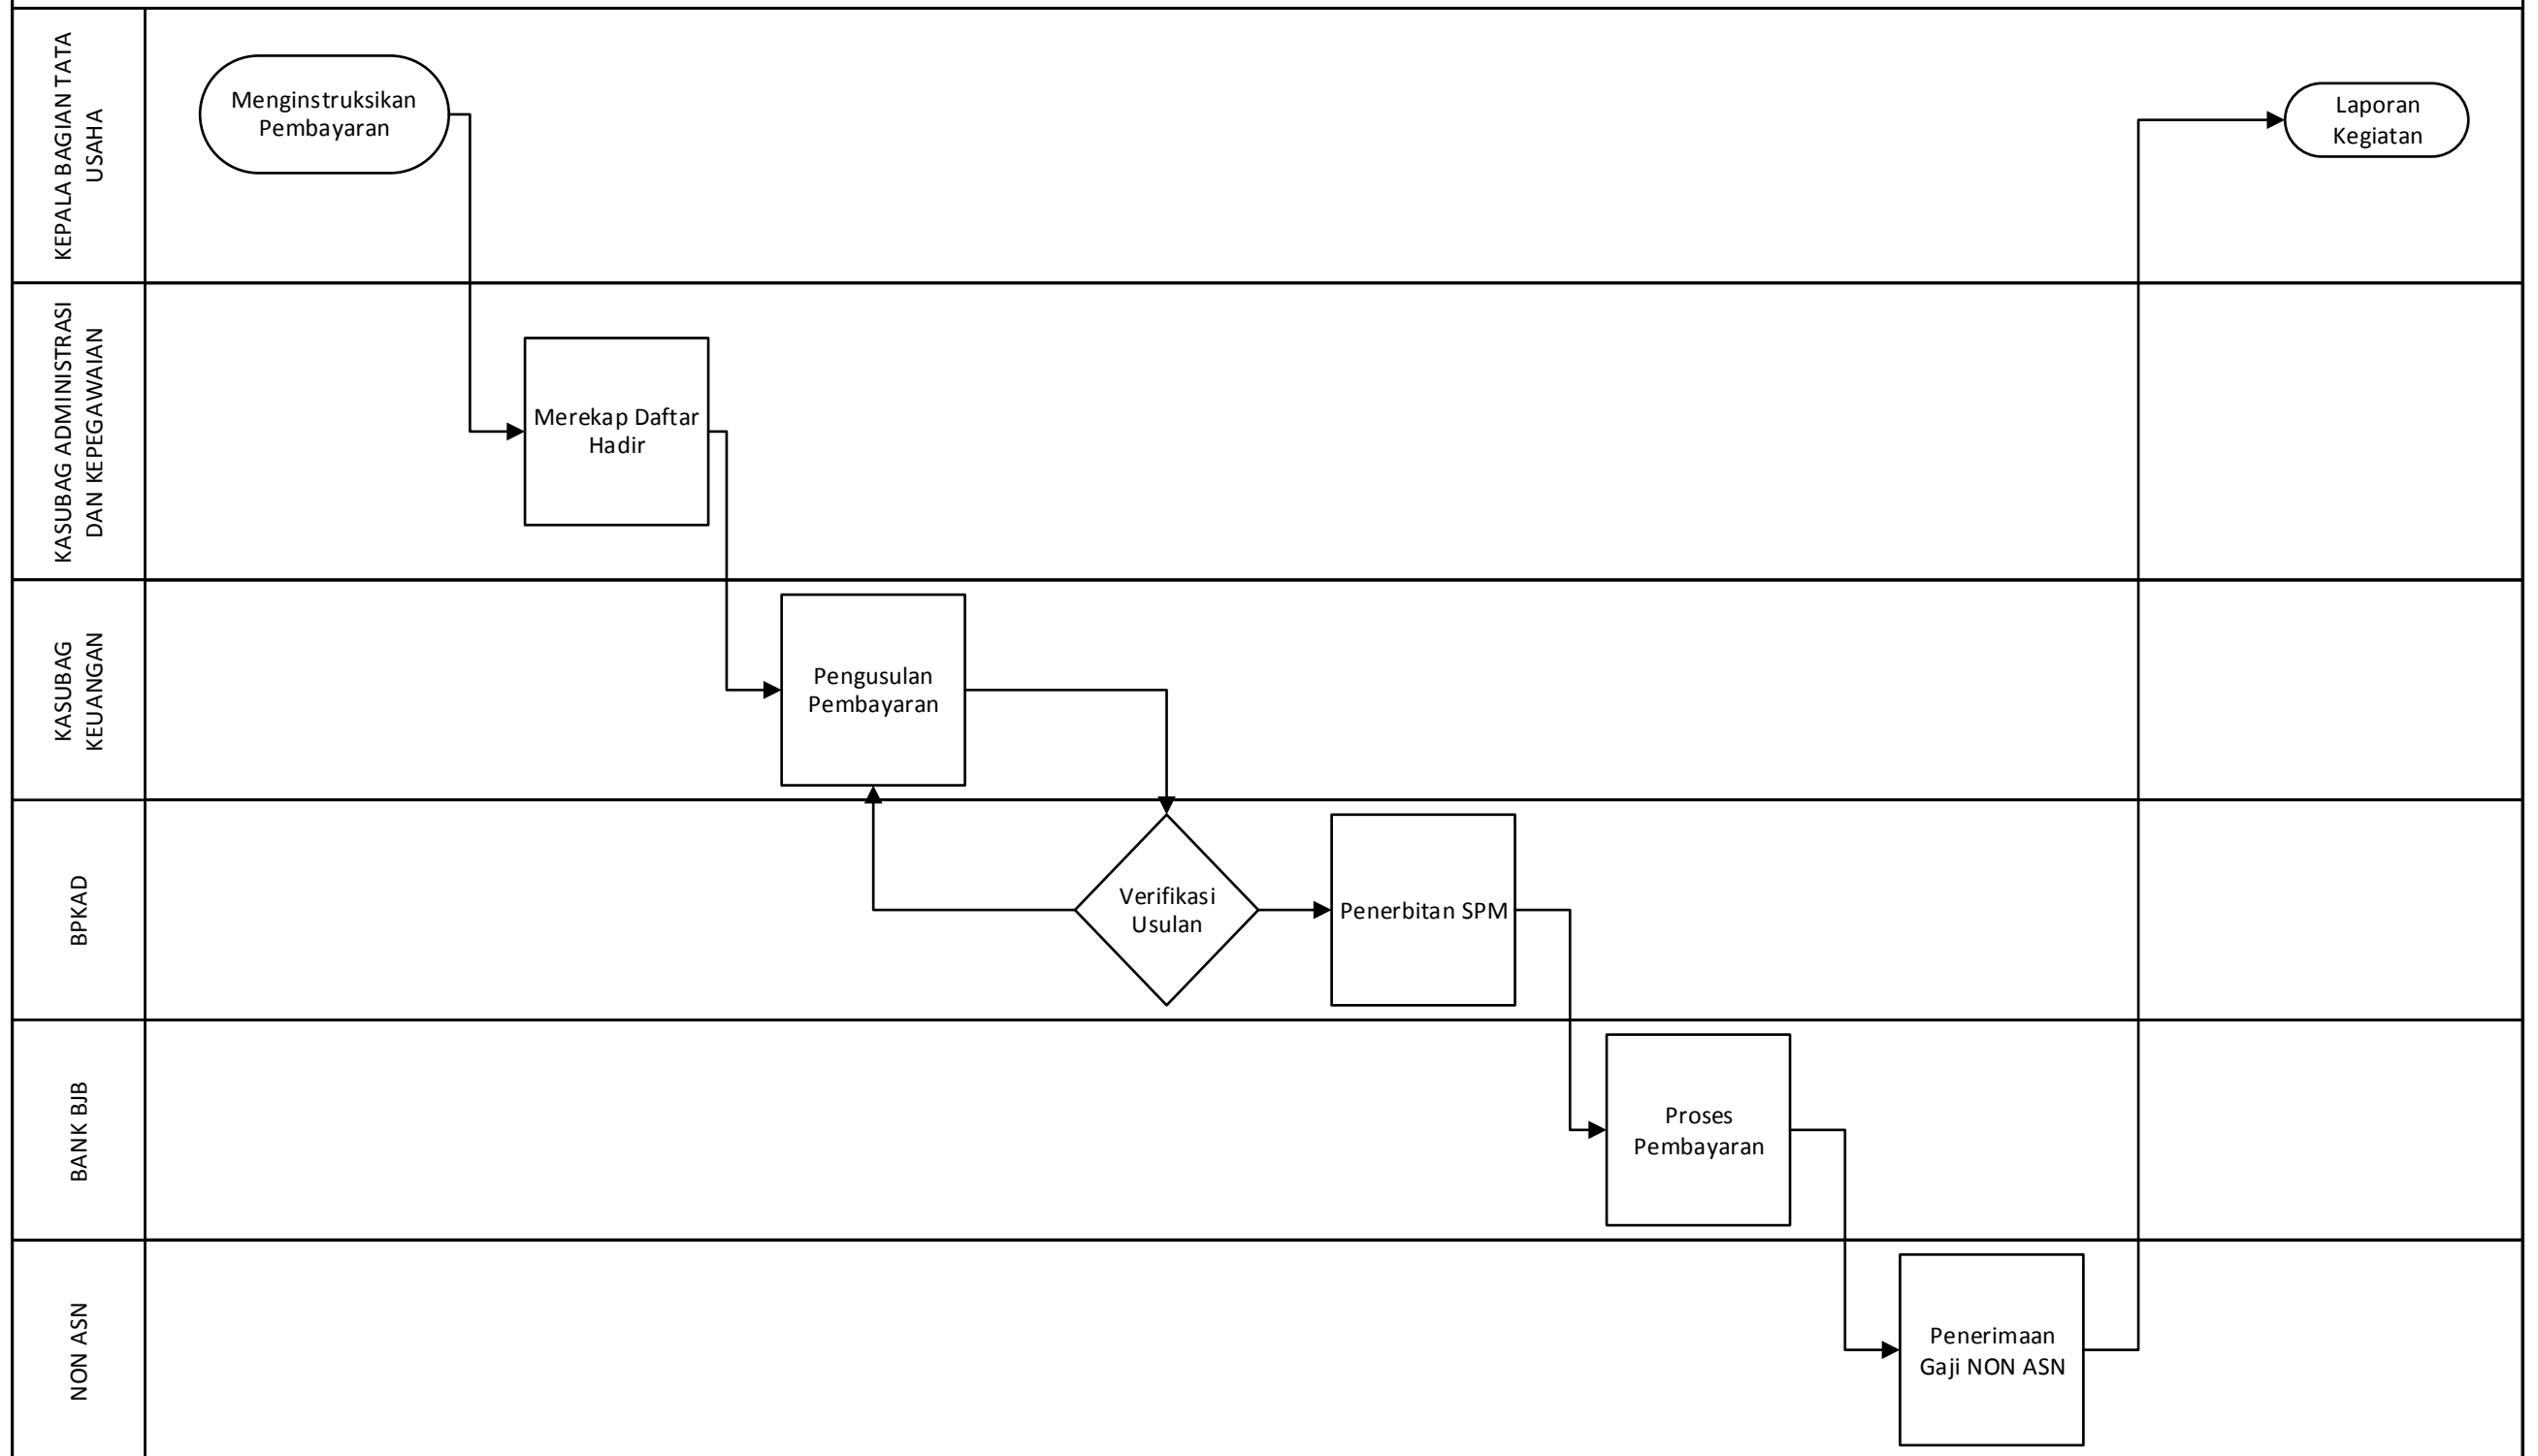 KEPALA BAGIAN TATA
USAHA
Menginstruksikan
Pembayaran
Laporan
Kegiatan
KASUBAG ADMINISTRASI
DAN KEPEGAWAIAN
Merekap Daftar
Hadir
KASUBAG
KEUANGAN
Pengusulan
Pembayaran
BPKAD
Verifikasi
Usulan
Penerbitan SPM
BANK BJB
Proses
Pembayaran
NON ASN
Penerimaan
Gaji NON ASN